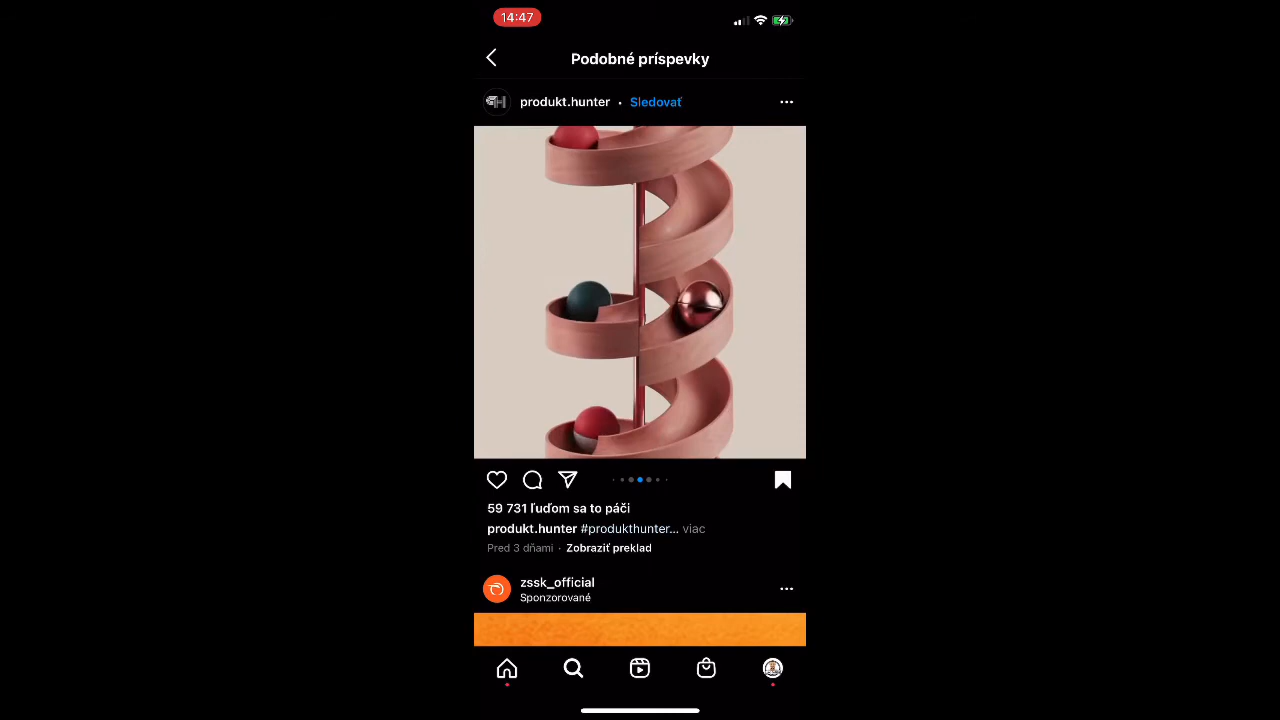 14:47
Podobné príspevky
produkt.hunter • Sledovať
59 731 ľuďom sa to páči
produkt.hunter #produkthunter... viac
Pred 3 dňami · Zobraziť preklad
zssk_official
Sponzorované